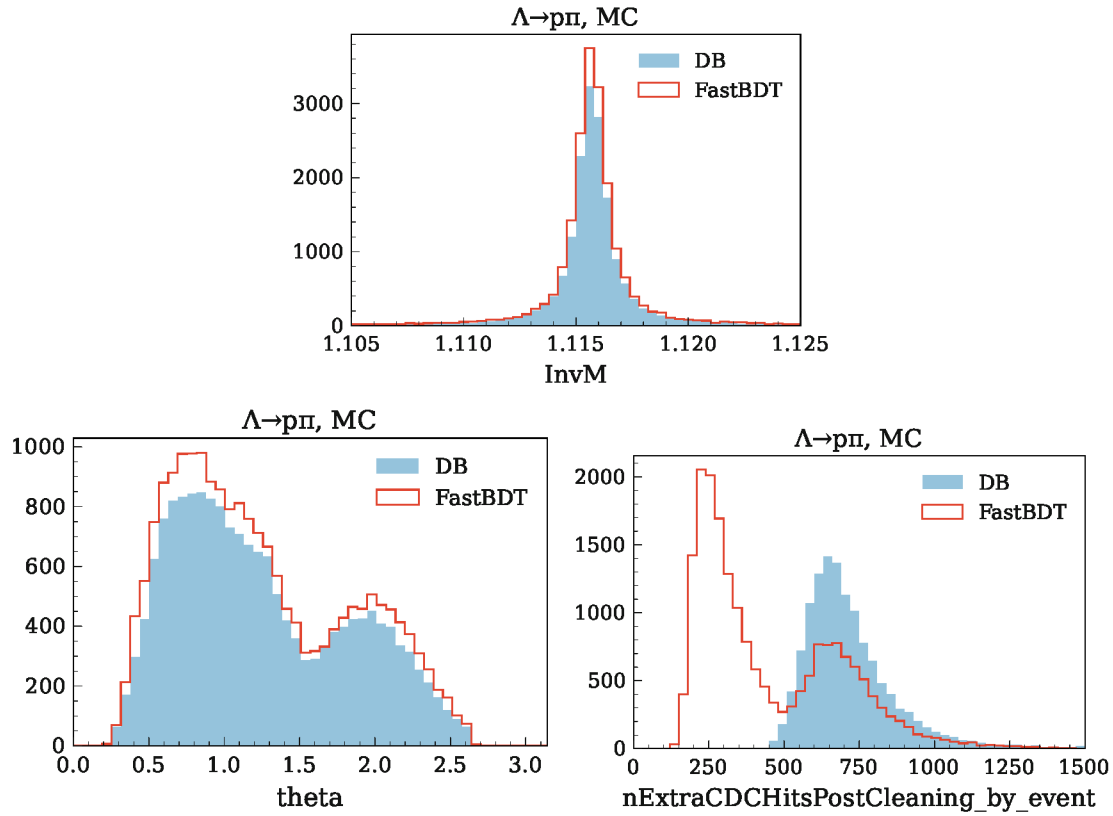 Λ→pπ, MC
DB
FastBDT
3000
2000
1000
0
1.105 1.110 1.115 1.120 1.125
InvM
Λ→pπ, MC
DB
FastBDT
1000
800
600
400
200
0
0.0 0.5 1.0 1.5 2.0 2.5 3.0
theta
Λ→pπ, MC
DB
FastBDT
2000
1500
1000
500
0
0 250 500 750 1000 1250 1500
nExtraCDCHitsPostCleaning_by_event